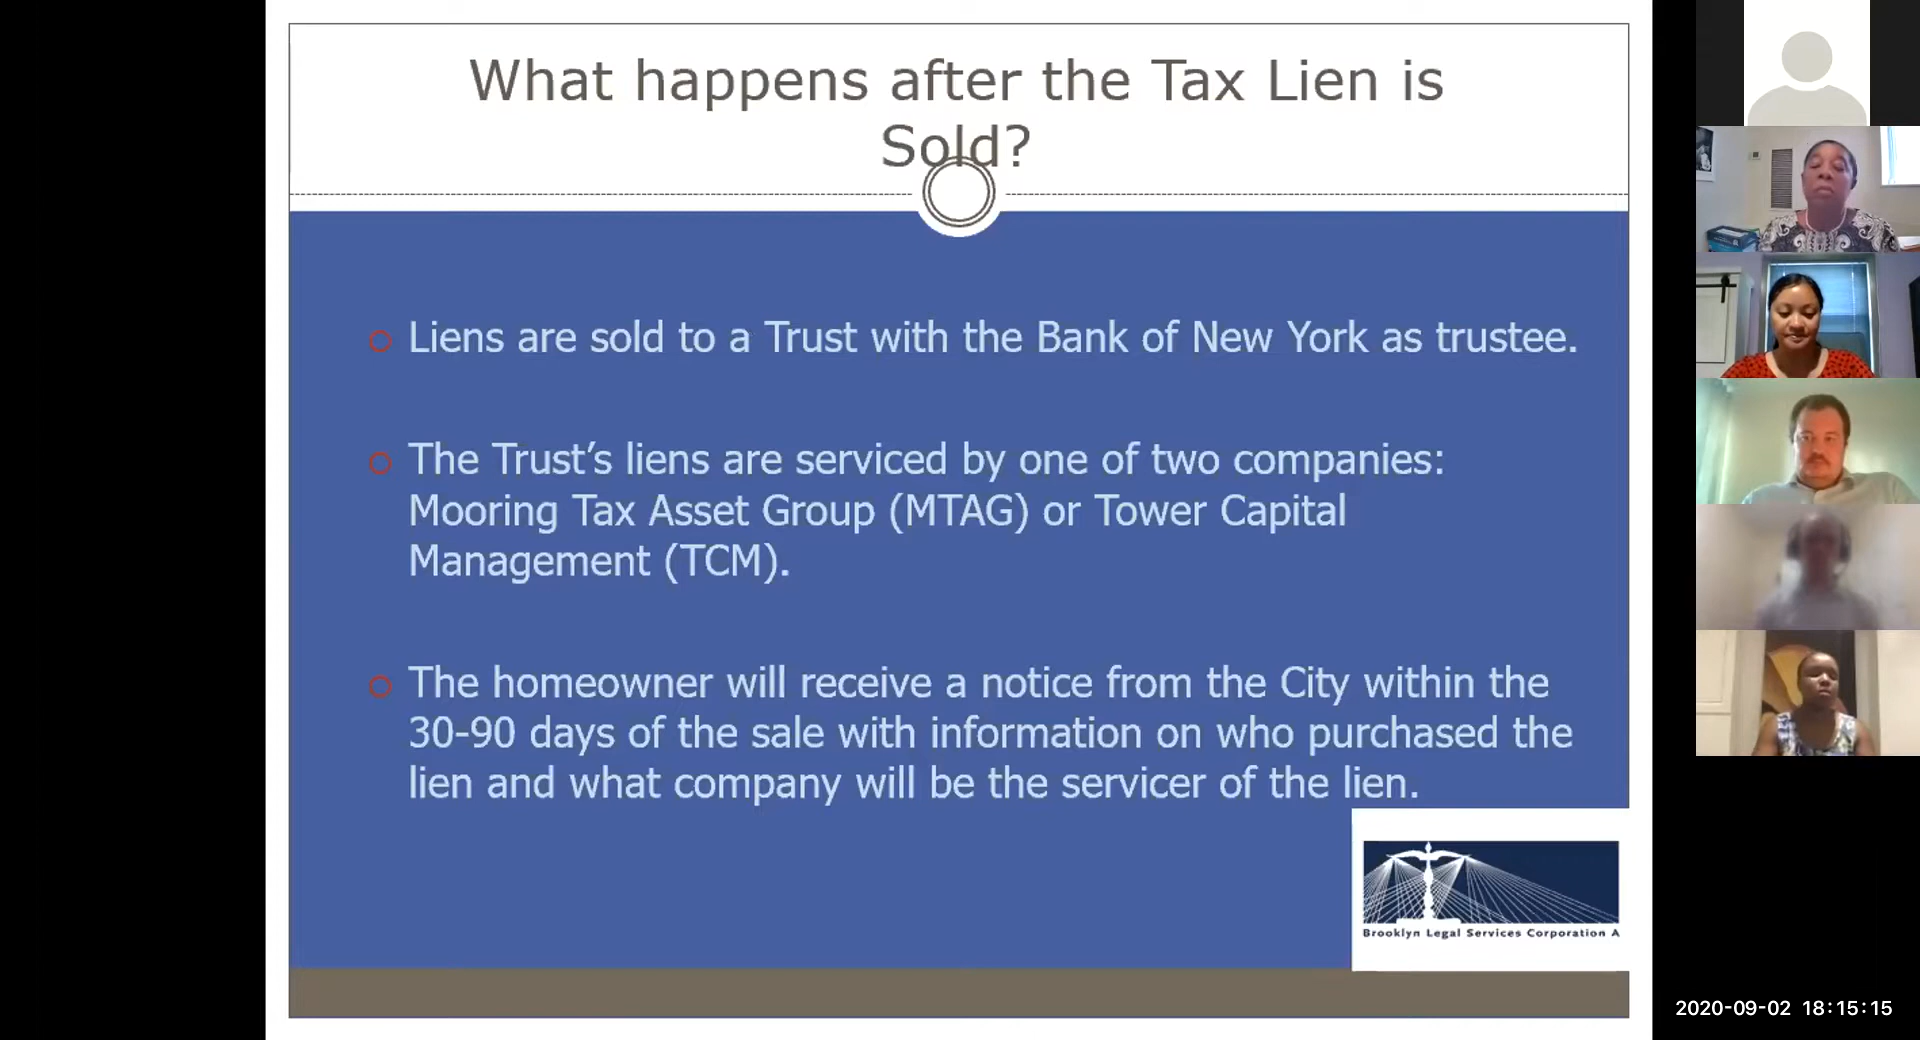 What happens after the Tax Lien is
Sold?
Liens are sold to a Trust with the Bank of New York as trustee.
The Trust’s liens are serviced by one of two companies:
Mooring Tax Asset Group (MTAG) or Tower Capital
Management (TCM).
The homeowner will receive a notice from the City within the
30-90 days of the sale with information on who purchased the
lien and what company will be the servicer of the lien.
Brooklyn Legal Services Corporation A
2020-09-02 18:15:15